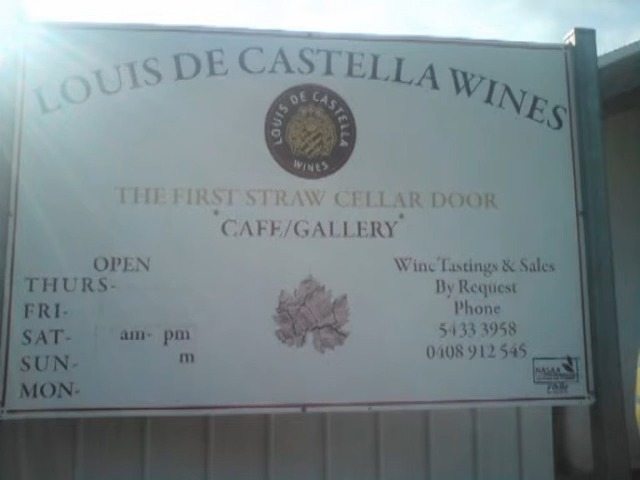 LOUIS DE CASTELLA WINES
LOUIS DE CASTELLA
WINES
THE FIRST STRAW CELLAR DOOR
*CAFE/GALLERY*
OPEN
THURS-
FRI-
SAT- am- pm
SUN- m
MON-
Wine Tastings & Sales
By Request
Phone
5433 3958
0408 912 545
NASAA